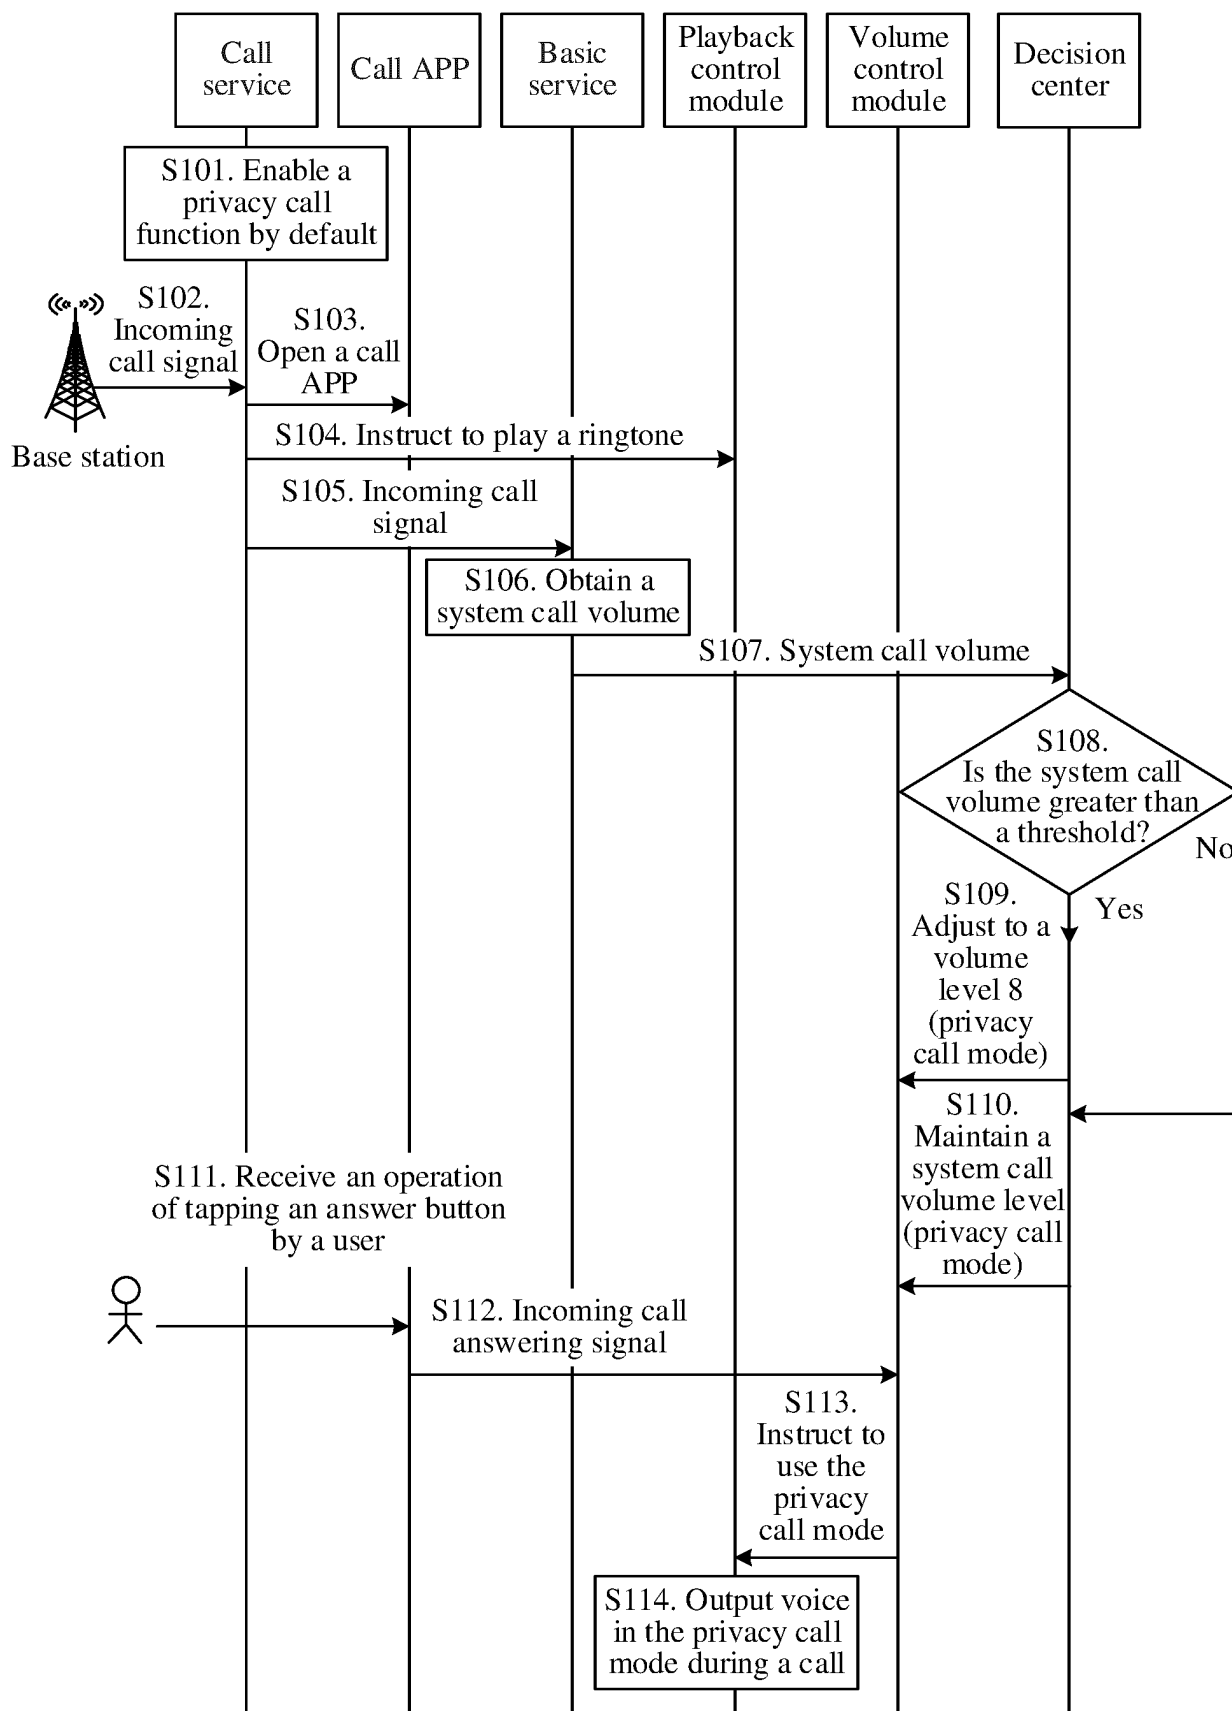 Call
service
Call APP
Basic
service
Playback
control
module
Volume
control
module
Decision
center
S101. Enable a
privacy call
function by default
S102.
Incoming
call signal
S103.
Open a call
APP
Base station
S104. Instruct to play a ringtone
S105. Incoming call
signal
S106. Obtain a
system call volume
S107. System call volume
S108.
Is the system call
volume greater than
a threshold?
No
Yes
S109.
Adjust to a
volume
level 8
(privacy
call mode)
S110.
Maintain a
system call
volume level
(privacy call
mode)
S111. Receive an operation
of tapping an answer button
by a user
S112. Incoming call
answering signal
S113.
Instruct to
use the
privacy
call mode
S114. Output voice
in the privacy call
mode during a call